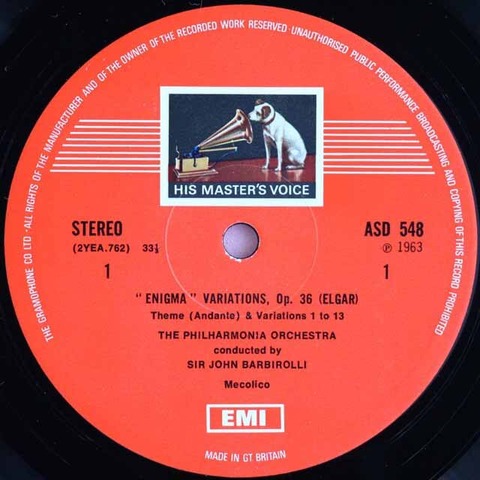 THE GRAMOPHONE CO LTD · ALL RIGHTS OF THE MANUFACTURER AND OF THE OWNER OF THE RECORDED WORK RESERVED · UNAUTHORISED PUBLIC PERFORMANCE BROADCASTING AND COPYING OF THIS RECORD PROHIBITED
HIS MASTER'S VOICE
STEREO ASD 548
(2YEA.762) 33⅓ ℗ 1963
1 1
" ENIGMA " VARIATIONS, Op. 36 (ELGAR)
Theme (Andante) & Variations 1 to 13
THE PHILHARMONIA ORCHESTRA
conducted by
SIR JOHN BARBIROLLI
Mecolico
EMI
MADE IN GT BRITAIN